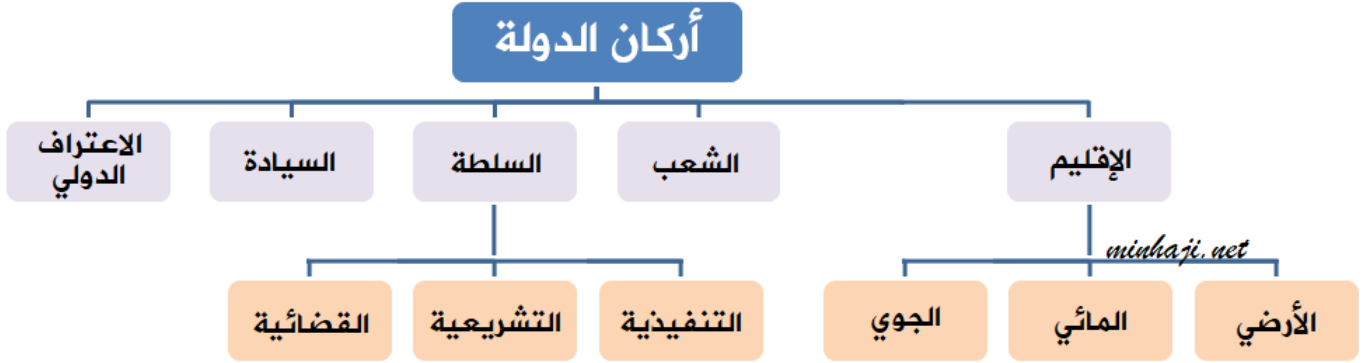 أركان الدولة
الإقليم
الشعب
السلطة
السيادة
الاعتراف
الدولي
minhaji.net
الأرضي
المائي
الجوي
التنفيذية
التشريعية
القضائية